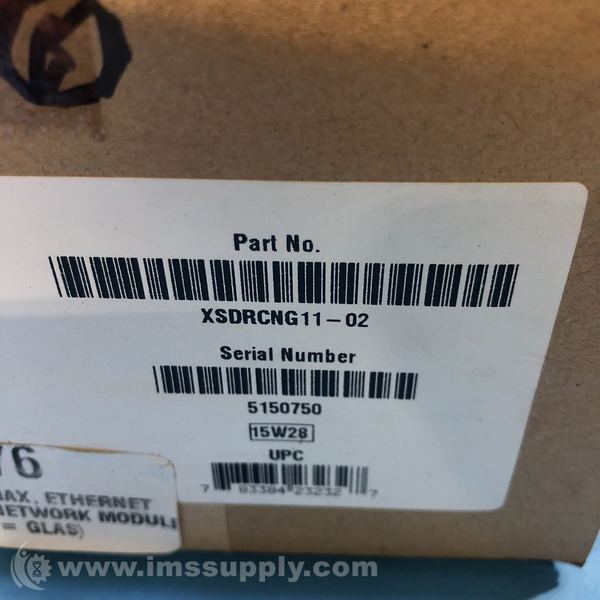 Part No.
XSDRCNG11-02
Serial Number
5150750
15W28
UPC
7 83384 23232 7
76
MAX, ETHERNET
NETWORK MODULE
= GLAS)
www.imssupply.com